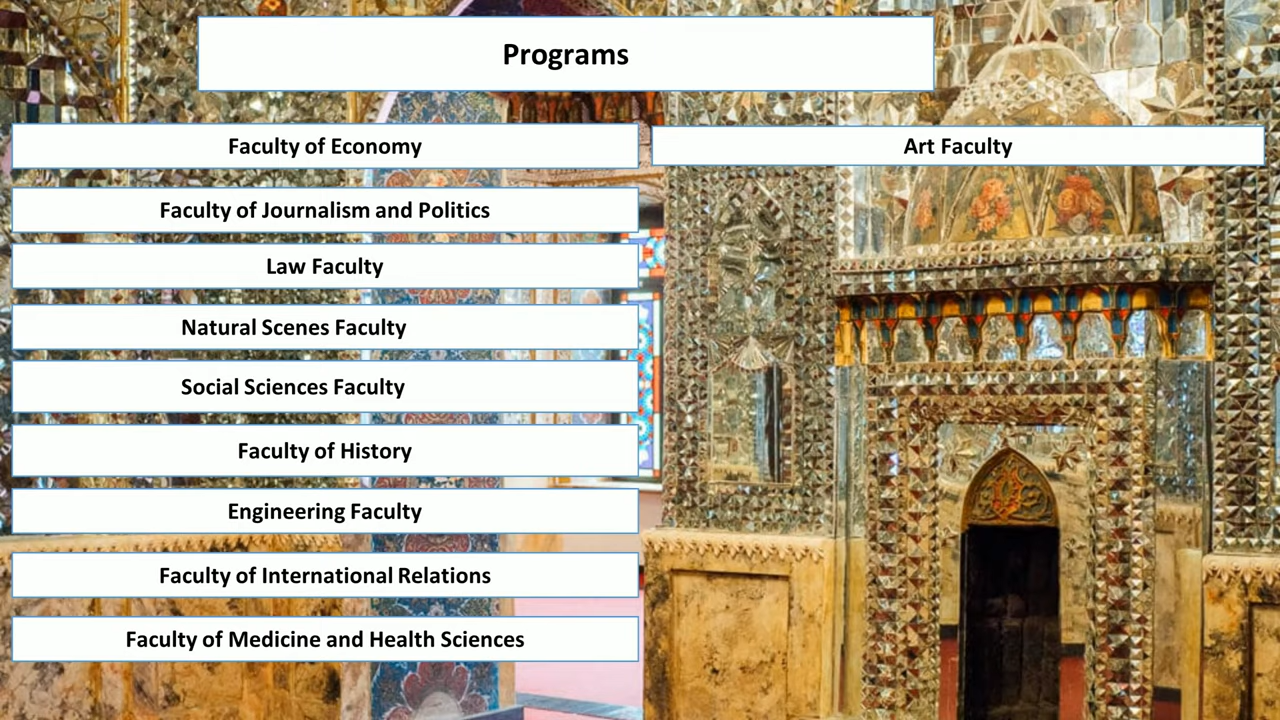 Programs
Faculty of Economy
Art Faculty
Faculty of Journalism and Politics
Law Faculty
Natural Scenes Faculty
Social Sciences Faculty
Faculty of History
Engineering Faculty
Faculty of International Relations
Faculty of Medicine and Health Sciences